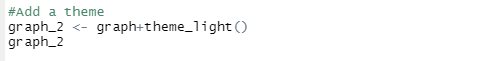 #Add a theme
graph_2 <- graph+theme_light()
graph_2